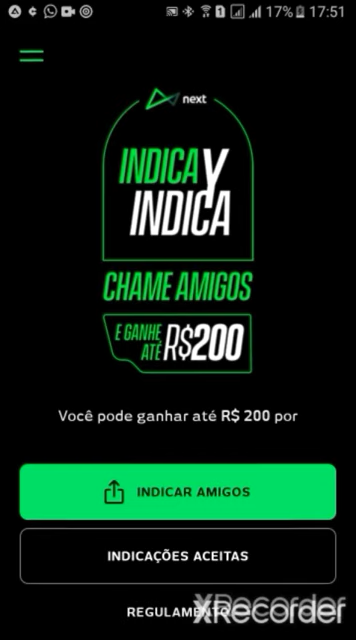 17% 17:51
next
INDICA Y
INDICA
CHAME AMIGOS
E GANHE
ATÉ R$200
Você pode ganhar até R$ 200 por
INDICAR AMIGOS
INDICAÇÕES ACEITAS
REGULAMENTO
XRecorder